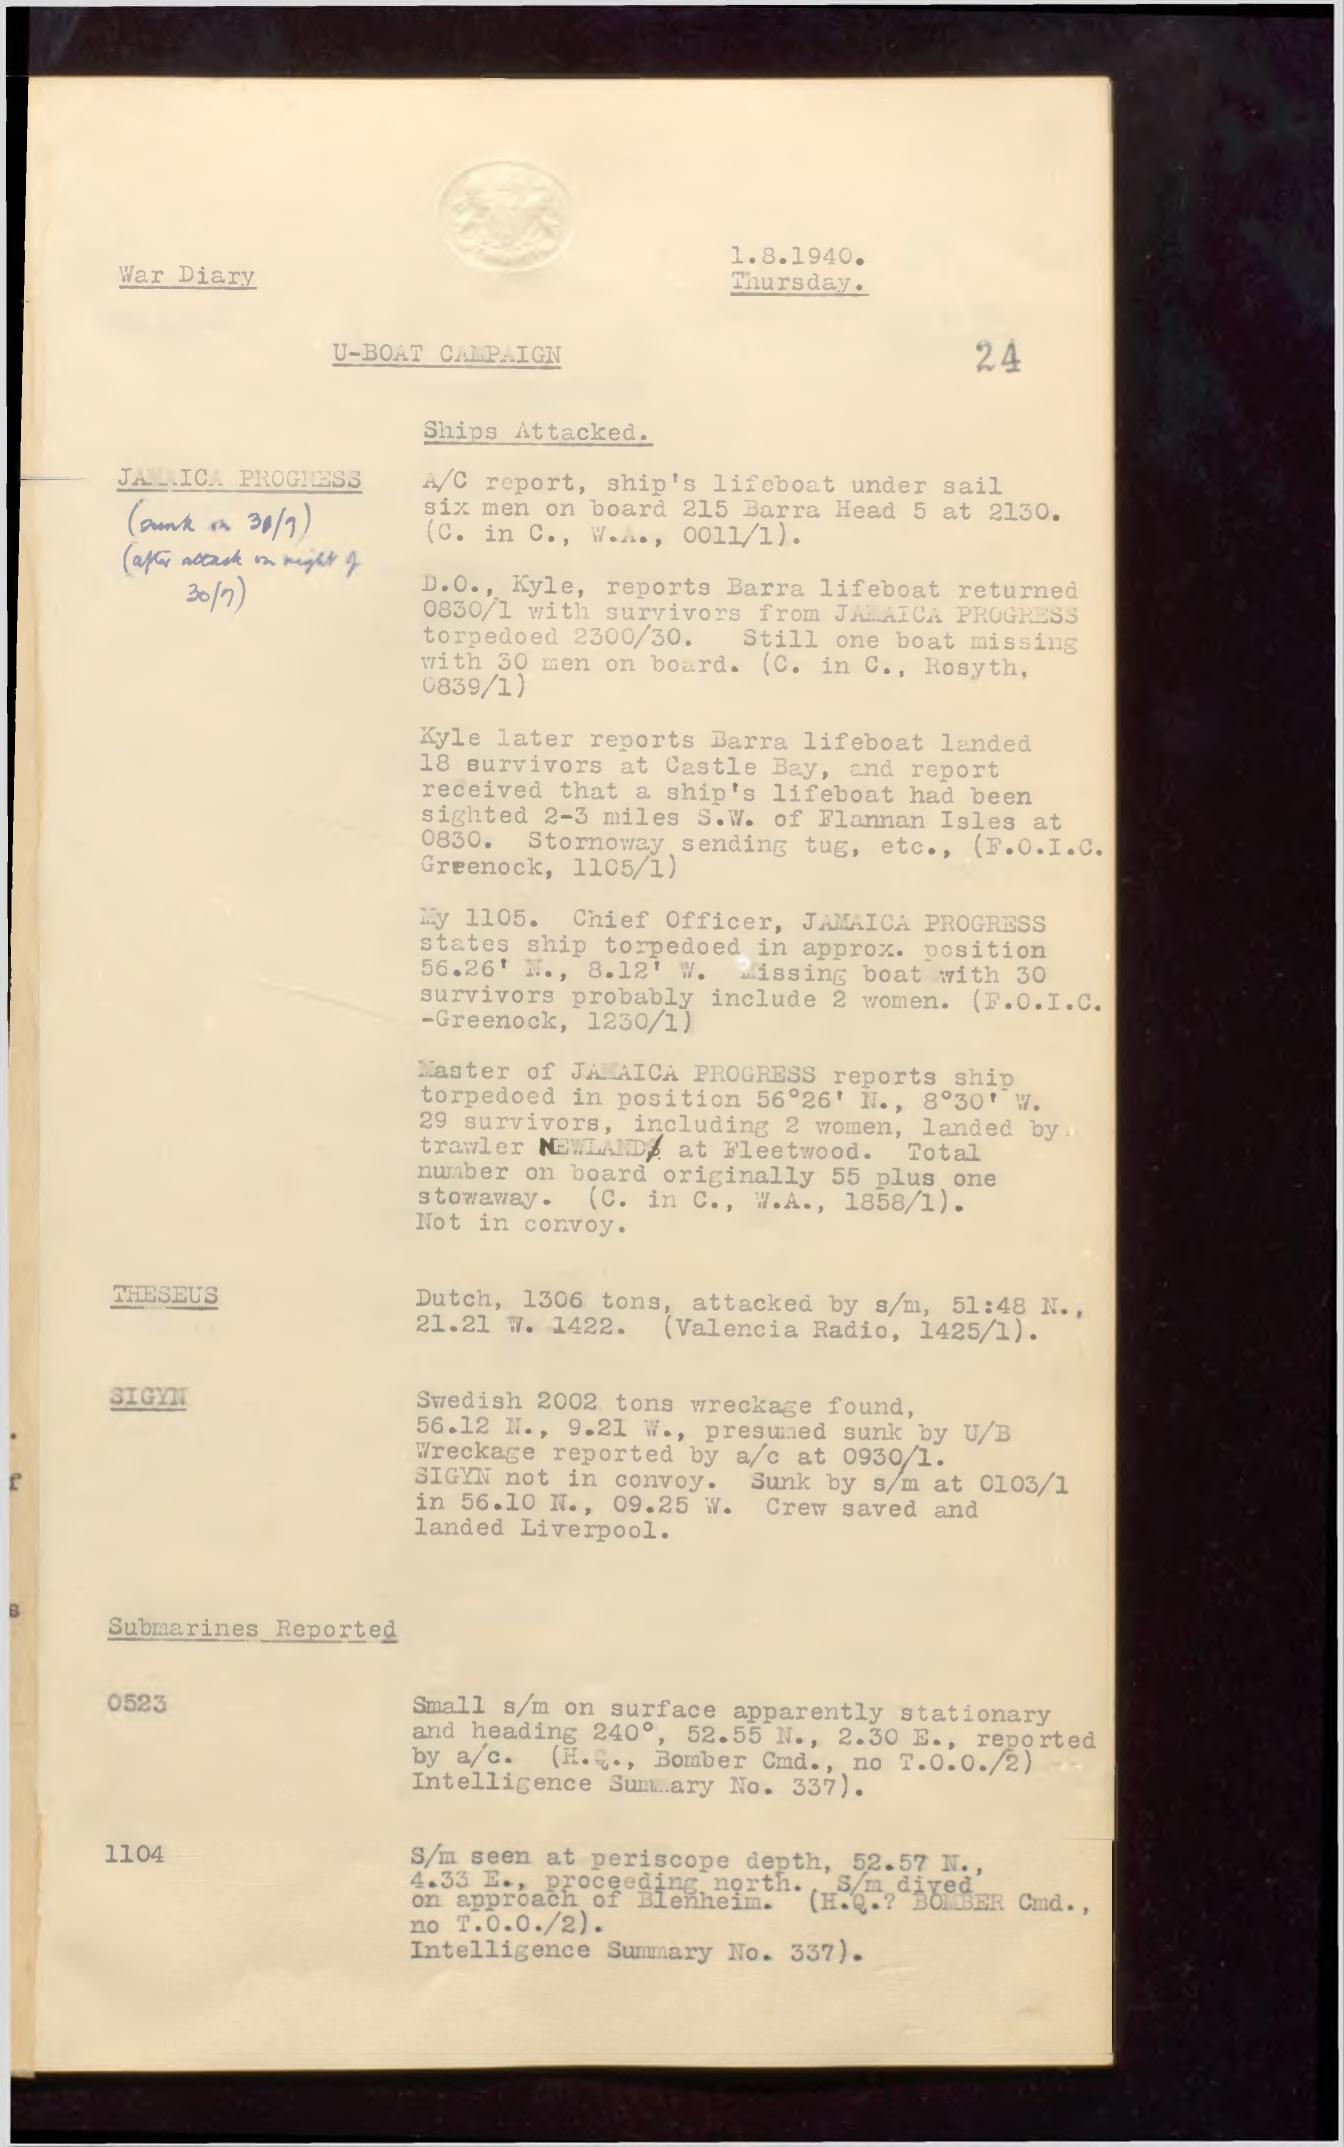 War Diary
1.8.1940.
Thursday.
U-BOAT CAMPAIGN
24
Ships Attacked.
JAMAICA PROGRESS
(sunk on 30/7)
(after attack on night of
30/7)
A/C report, ship's lifeboat under sail
six men on board 215 Barra Head 5 at 2130.
(C. in C., W.A., 0011/1).
D.O., Kyle, reports Barra lifeboat returned
0830/1 with survivors from JAMAICA PROGRESS
torpedoed 2300/30. Still one boat missing
with 30 men on board. (C. in C., Rosyth,
0839/1)
Kyle later reports Barra lifeboat landed
18 survivors at Castle Bay, and report
received that a ship's lifeboat had been
sighted 2-3 miles S.W. of Flannan Isles at
0830. Stornoway sending tug, etc., (F.O.I.C.
Greenock, 1105/1)
My 1105. Chief Officer, JAMAICA PROGRESS
states ship torpedoed in approx. position
56.26' N., 8.12' W. Missing boat with 30
survivors probably include 2 women. (F.O.I.C.
-Greenock, 1230/1)
Master of JAMAICA PROGRESS reports ship
torpedoed in position 56°26' N., 8°30' W.
29 survivors, including 2 women, landed by
trawler NEWLANDS at Fleetwood. Total
number on board originally 55 plus one
stowaway. (C. in C., W.A., 1858/1).
Not in convoy.
THESEUS
Dutch, 1306 tons, attacked by s/m, 51:48 N.,
21.21 W. 1422. (Valencia Radio, 1425/1).
SIGYN
Swedish 2002 tons wreckage found,
56.12 N., 9.21 W., presumed sunk by U/B
Wreckage reported by a/c at 0930/1.
SIGYN not in convoy. Sunk by s/m at 0103/1
in 56.10 N., 09.25 W. Crew saved and
landed Liverpool.
Submarines Reported
0523
Small s/m on surface apparently stationary
and heading 240°, 52.55 N., 2.30 E., reported
by a/c. (H.Q., Bomber Cmd., no T.O.O./2)
Intelligence Summary No. 337).
1104
S/m seen at periscope depth, 52.57 N.,
4.33 E., proceeding north. S/m dived
on approach of Blenheim. (H.Q.? BOMBER Cmd.,
no T.O.O./2).
Intelligence Summary No. 337).